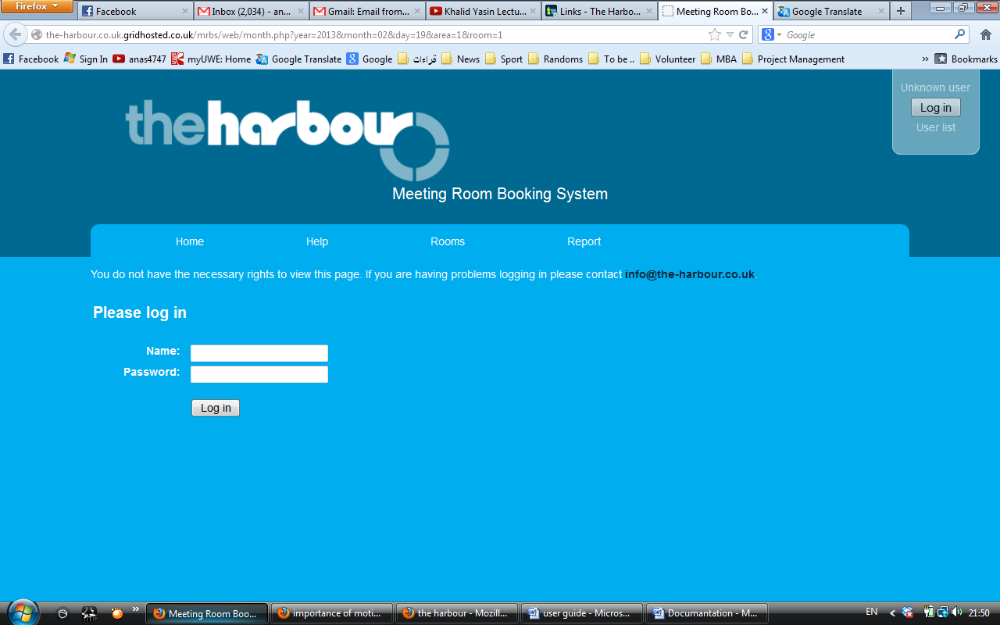 Firefox
Facebook
Inbox (2,034) - an...
Gmail: Email from...
Khalid Yasin Lectu...
Links - The Harbo...
Meeting Room Bo...
Google Translate
the-harbour.co.uk.gridhosted.co.uk/mrbs/web/month.php?year=2013&month=02&day=19&area=1&room=1
Google
Facebook Sign In anas4747 myUWE: Home Google Translate Google قراءات News Sport Randoms To be .. Volunteer MBA Project Management » Bookmarks
Unknown user
Log in
User list
theharbour
Meeting Room Booking System
Home Help Rooms Report
You do not have the necessary rights to view this page. If you are having problems logging in please contact info@the-harbour.co.uk.
Please log in
Name:
Password:
Log in
» Meeting Room Boo... importance of moti... the harbour - Mozill... user guide - Micros... Documantation - M... EN 21:50